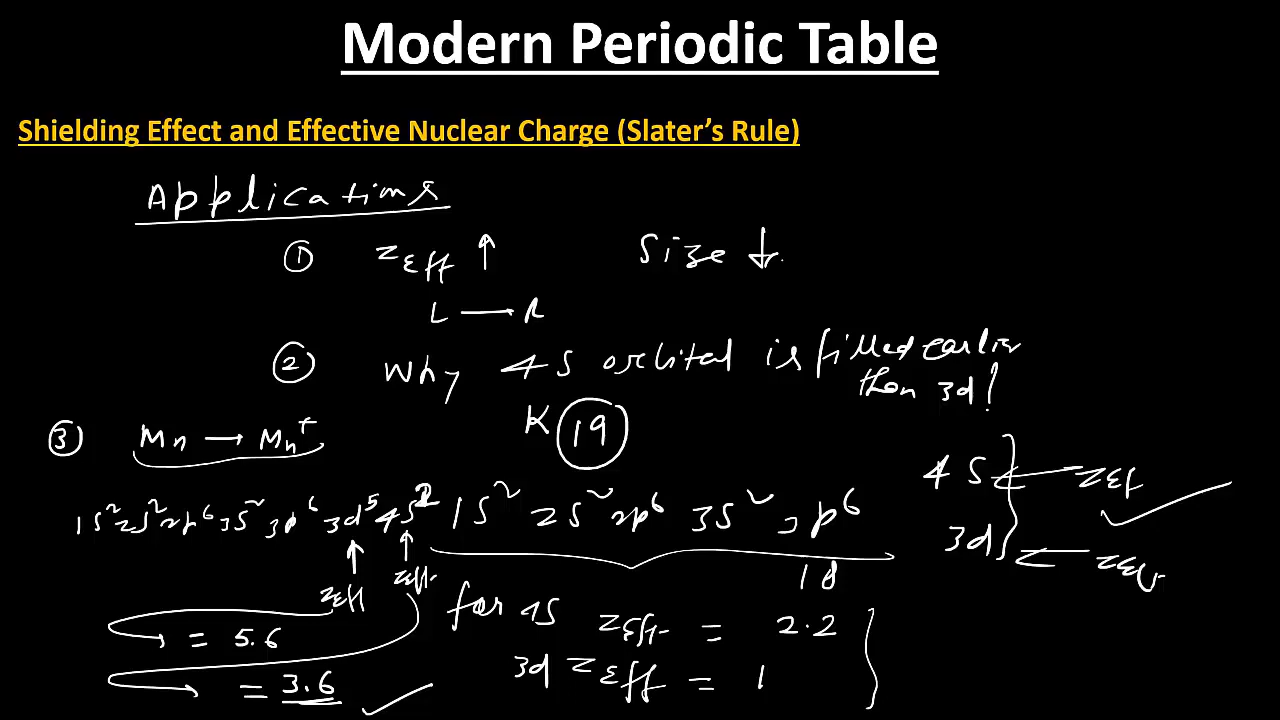 Modern Periodic Table
Shielding Effect and Effective Nuclear Charge (Slater's Rule)
Applications
① ZEff ↑ Size ↓
L → R
② Why 4s orbital is filled earlier
then 3d?
K 19
③ Mn → Mn+
4s ← ZEf
3d ← ZEff
1s² 2s² 2p⁶ 3s² 3p⁶ 3d⁵ 4s² 1s² 2s² 2p⁶ 3s² 3p⁶
ZEff ZEff
18
for 4s ZEff = 2.2
= 5.6
3d ZEff = 1
= 3.6